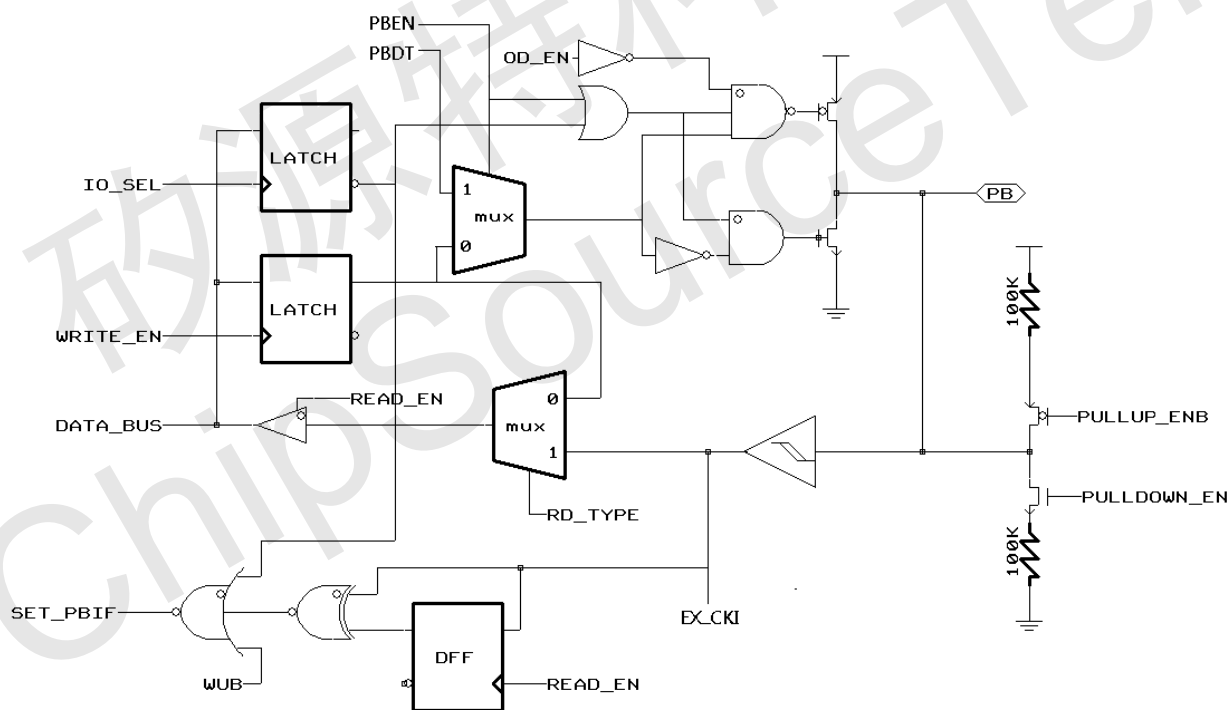 PBEN
PBDT
OD_EN
LATCH
IO_SEL
1
mux
0
PB
LATCH
WRITE_EN
100K
READ_EN
0
DATA_BUS
mux
PULLUP_ENB
1
PULLDOWN_EN
RD_TYPE
100K
SET_PBIF
EX_CKI
DFF
WUB
READ_EN
矽源特科
ChipSourceTe